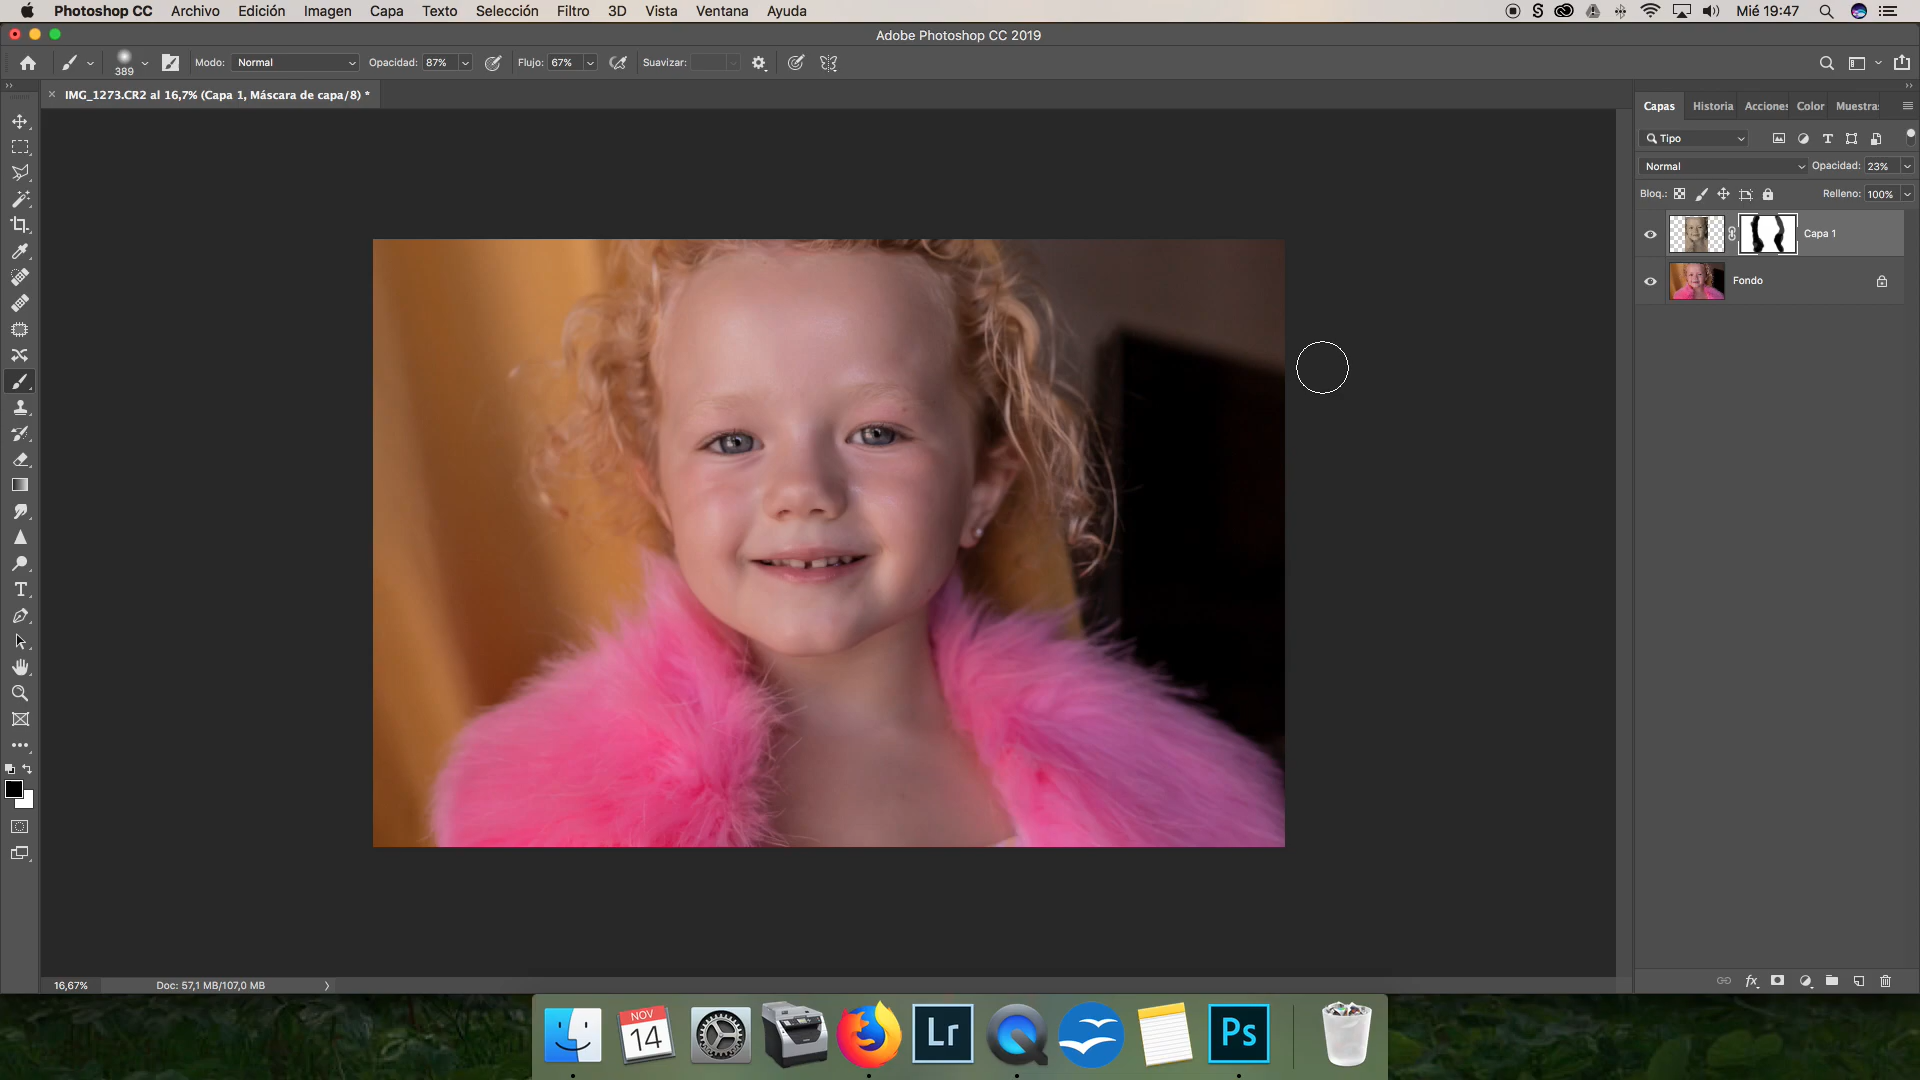 Photoshop CC Archivo Edición Imagen Capa Texto Selección Filtro 3D Vista Ventana Ayuda Mié 19:47
Adobe Photoshop CC 2019
389 Modo: Normal Opacidad: 87% Flujo: 67% Suavizar:
IMG_1273.CR2 al 16,7% (Capa 1, Máscara de capa/8) *
Capas Historia Acciones Color Muestras
Tipo
Normal Opacidad: 23%
Bloq.: Relleno: 100%
Capa 1
Fondo
16,67% Doc: 57,1 MB/107,0 MB
NOV
14
Lr
Ps